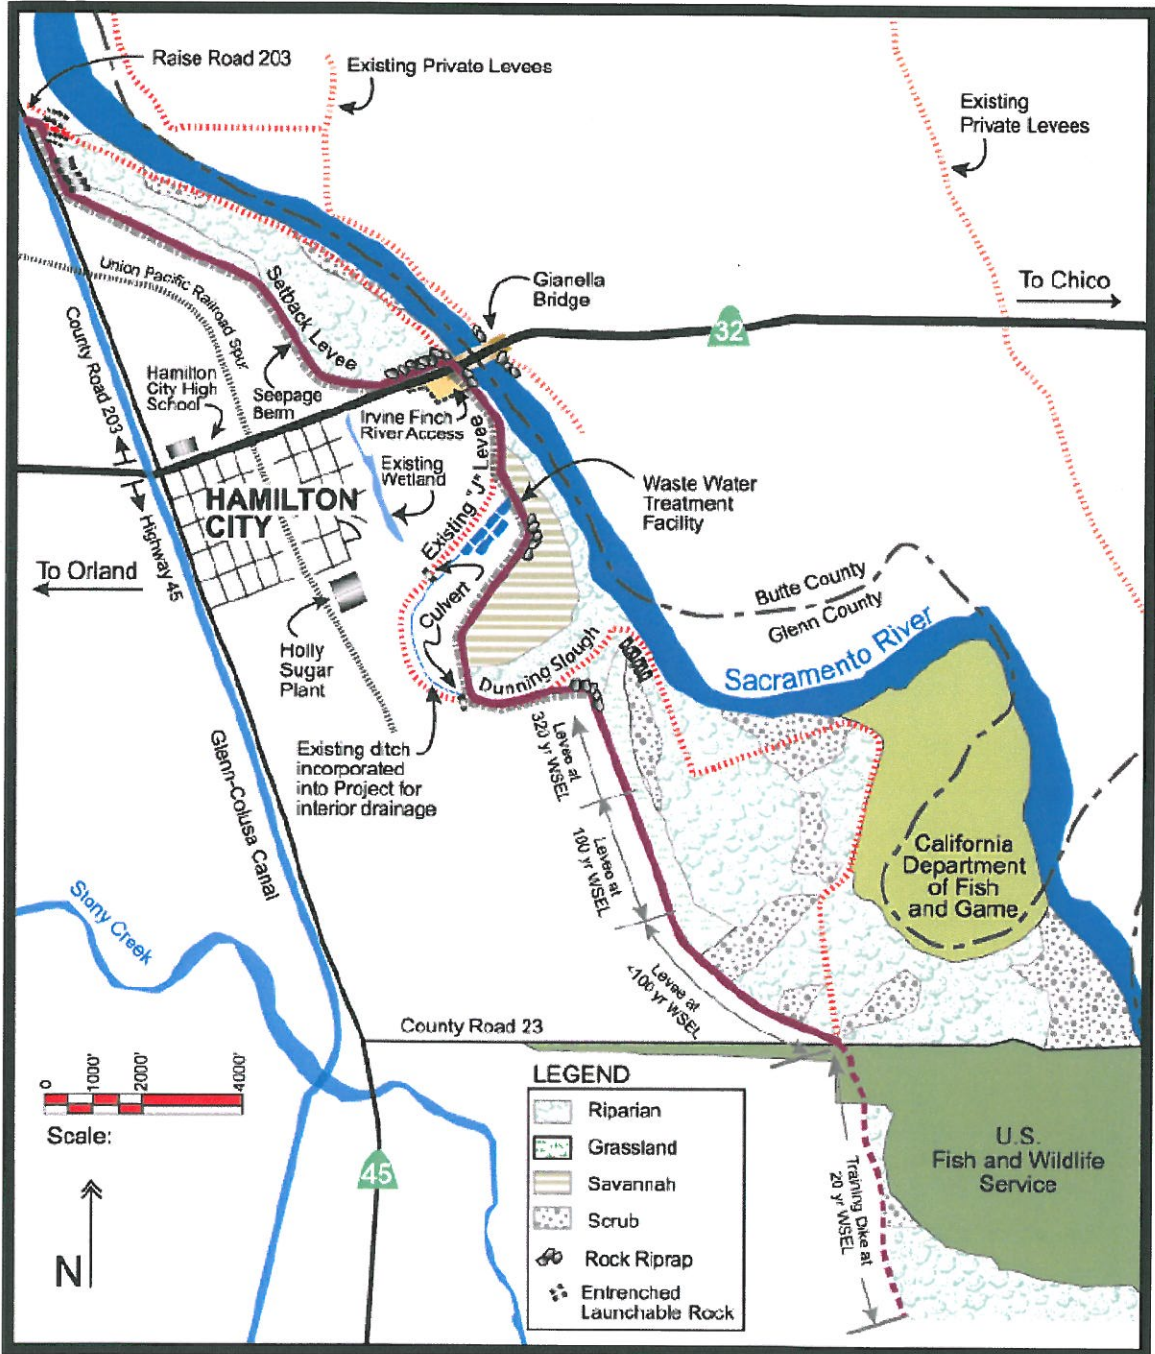 Raise Road 203
Existing Private Levees
Existing
Private Levees
Gianella
Bridge
To Chico
32
Union Pacific Railroad Spur
Setback Levee
County Road 203
Hamilton
City High
School
Seepage
Berm
Irvine Finch
River Access
Existing
Wetland
Existing "J" Levee
Waste Water
Treatment
Facility
HAMILTON
CITY
Highway 45
To Orland
Culvert
Butte County
Glenn County
Sacramento River
Holly
Sugar
Plant
Dunning Slough
Existing ditch
incorporated
into Project for
interior drainage
Levee at
320 yr WSEL
Levee at
100 yr WSEL
Levee at
<100 yr WSEL
Glenn-Colusa Canal
California
Department
of Fish
and Game
Stony Creek
County Road 23
0
1000'
2000'
4000'
Scale:
N
45
LEGEND
Riparian
Grassland
Savannah
Scrub
Rock Riprap
Entrenched
Launchable Rock
Training Dike at
20 yr WSEL
U.S.
Fish and Wildlife
Service